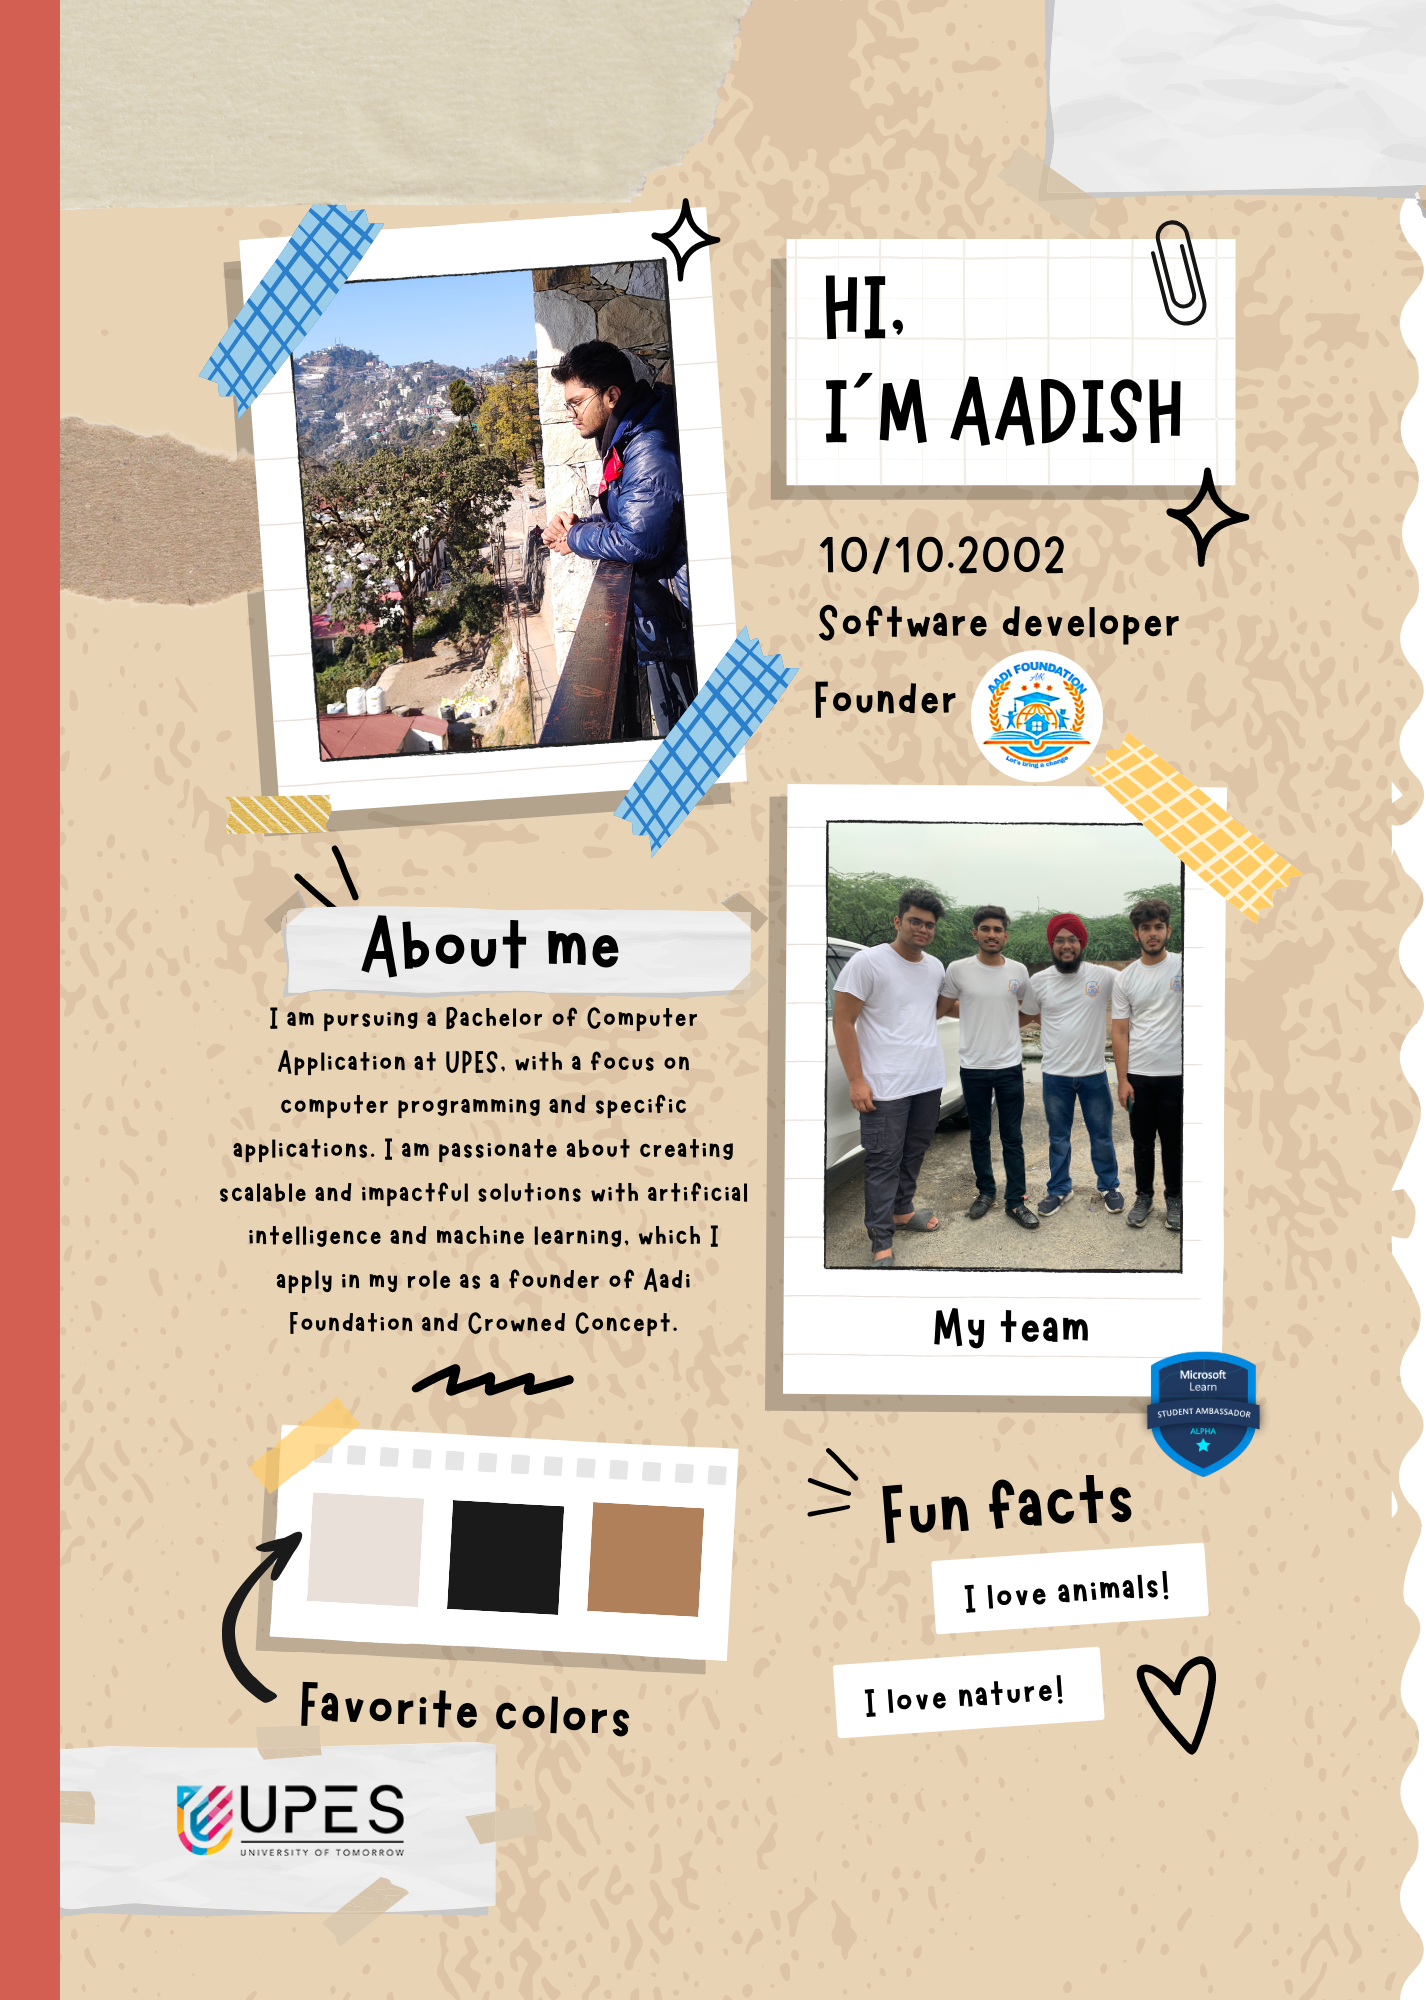 HI,
I´M AADISH
10/10.2002
Software developer
Founder
AADI FOUNDATION
Let's bring a change
About me
I am pursuing a Bachelor of Computer
Application at UPES, with a focus on
computer programming and specific
applications. I am passionate about creating
scalable and impactful solutions with artificial
intelligence and machine learning, which I
apply in my role as a founder of Aadi
Foundation and Crowned Concept.
My team
Microsoft
Learn
STUDENT AMBASSADOR
ALPHA
Favorite colors
Fun facts
I love animals!
I love nature!
UPES
UNIVERSITY OF TOMORROW